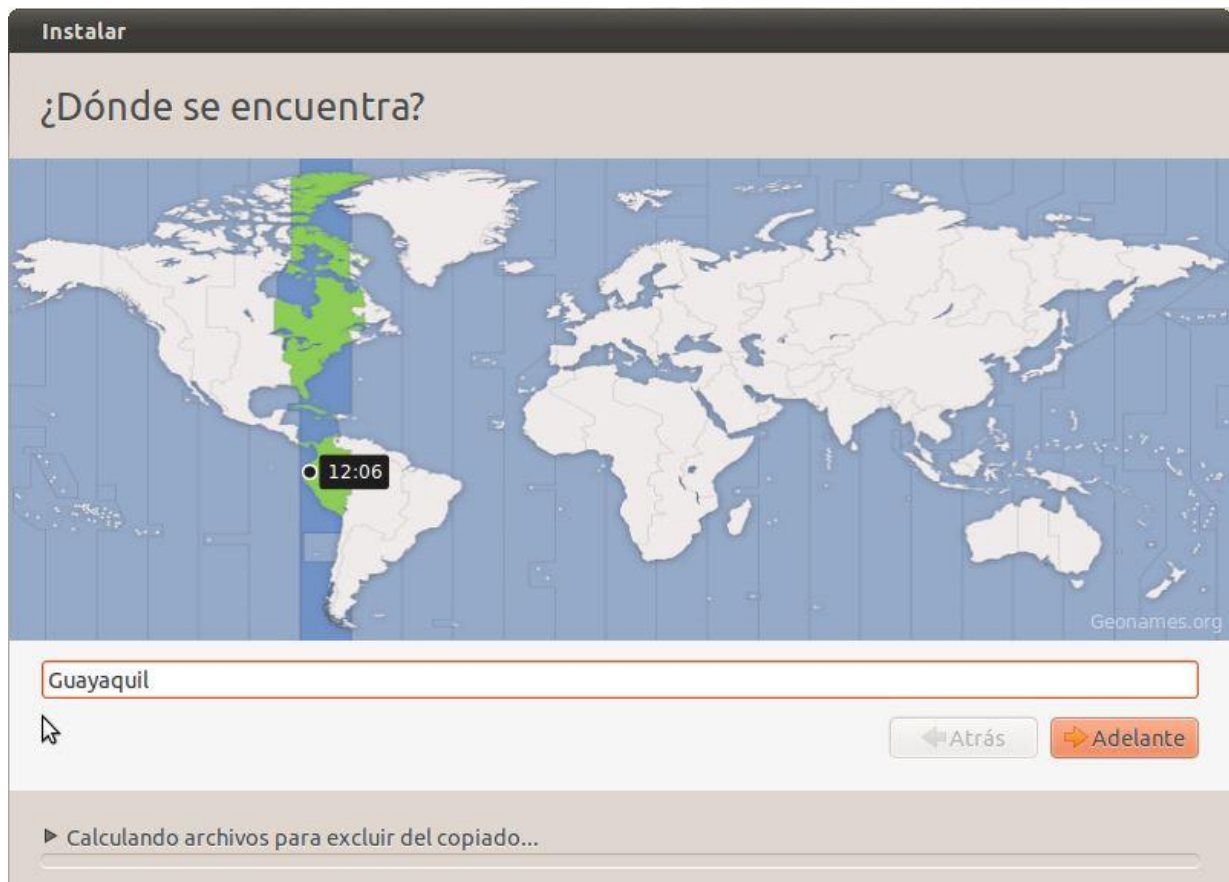 Instalar
¿Dónde se encuentra?
12:06
Geonames.org
Guayaquil
Atrás
Adelante
Calculando archivos para excluir del copiado...